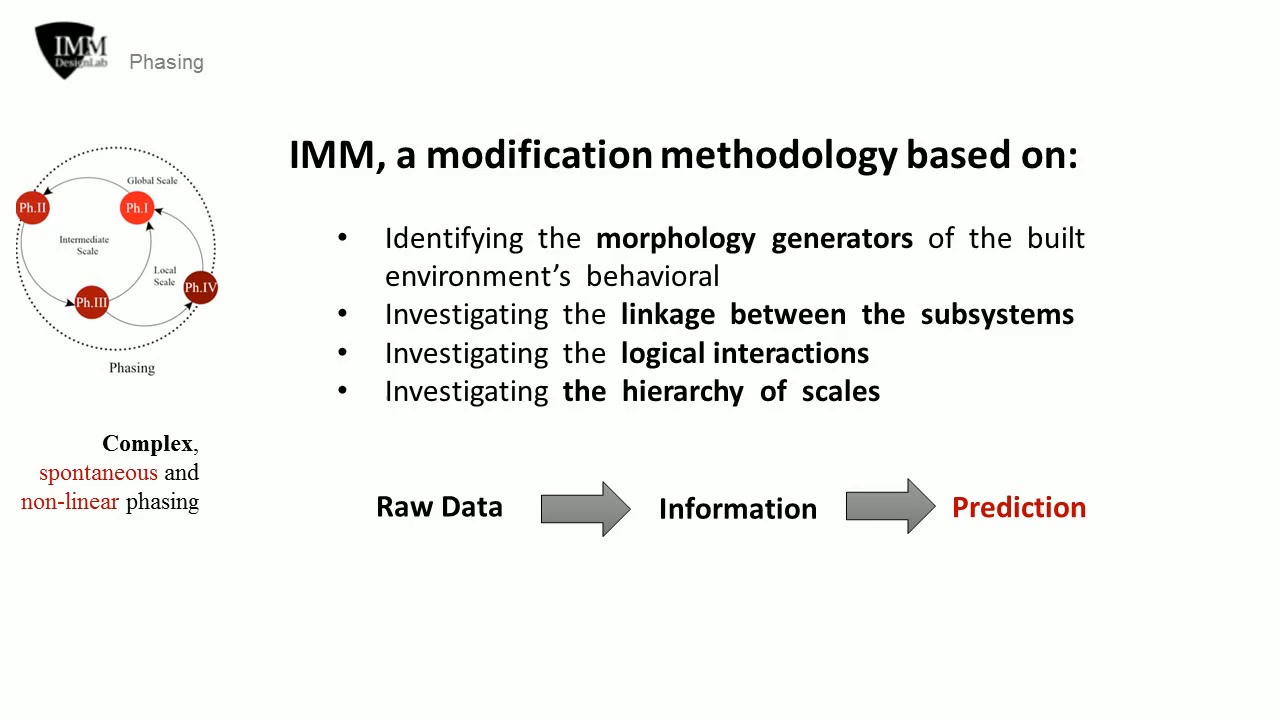 IMM
DesignLab
Phasing
IMM, a modification methodology based on:
• Identifying the morphology generators of the built
environment’s behavioral
• Investigating the linkage between the subsystems
• Investigating the logical interactions
• Investigating the hierarchy of scales
Raw Data
Information
Prediction
Global Scale
Ph.II
Ph.I
Intermediate
Scale
Local
Scale
Ph.IV
Ph.III
Phasing
Complex,
spontaneous and
non-linear phasing